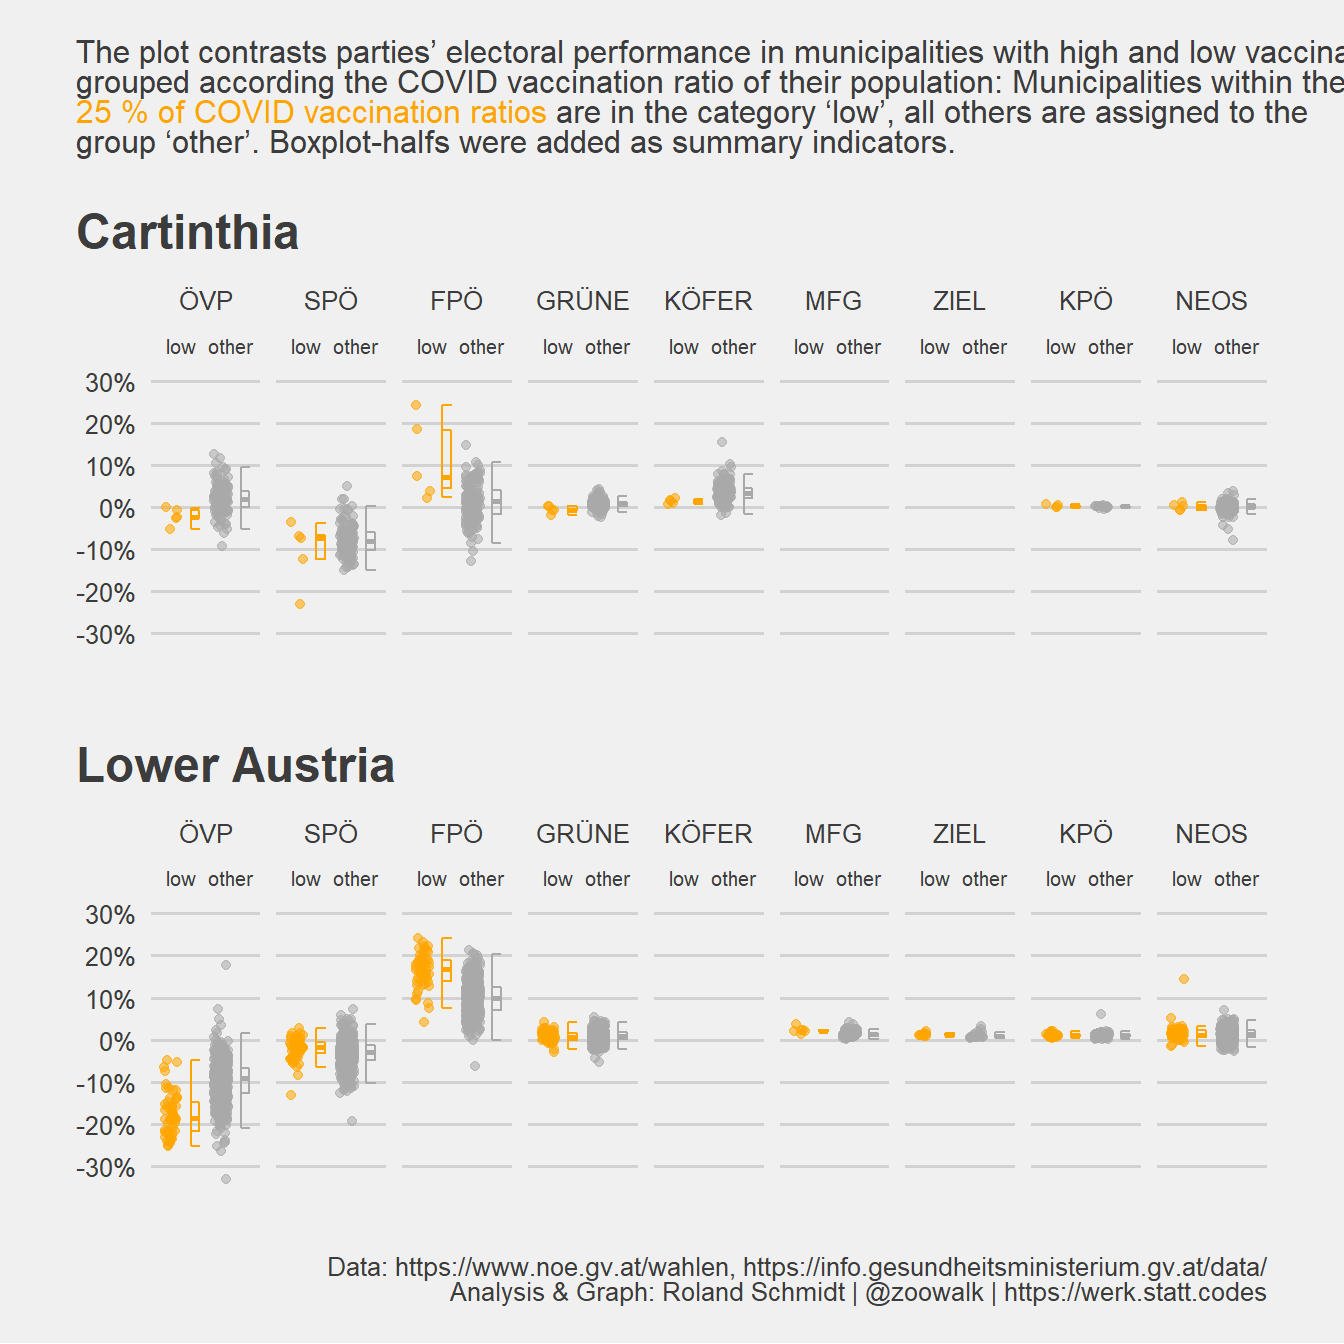 The plot contrasts parties’ electoral performance in municipalities with high and low vaccina
grouped according the COVID vaccination ratio of their population: Municipalities within the
25 % of COVID vaccination ratios are in the category ‘low’, all others are assigned to the
group ‘other’. Boxplot-halfs were added as summary indicators.
Cartinthia
ÖVP SPÖ FPÖ GRÜNE KÖFER MFG ZIEL KPÖ NEOS
low other low other low other low other low other low other low other low other low other
30%
20%
10%
0%
-10%
-20%
-30%
Lower Austria
ÖVP SPÖ FPÖ GRÜNE KÖFER MFG ZIEL KPÖ NEOS
low other low other low other low other low other low other low other low other low other
30%
20%
10%
0%
-10%
-20%
-30%
Data: https://www.noe.gv.at/wahlen, https://info.gesundheitsministerium.gv.at/data/
Analysis & Graph: Roland Schmidt | @zoowalk | https://werk.statt.codes